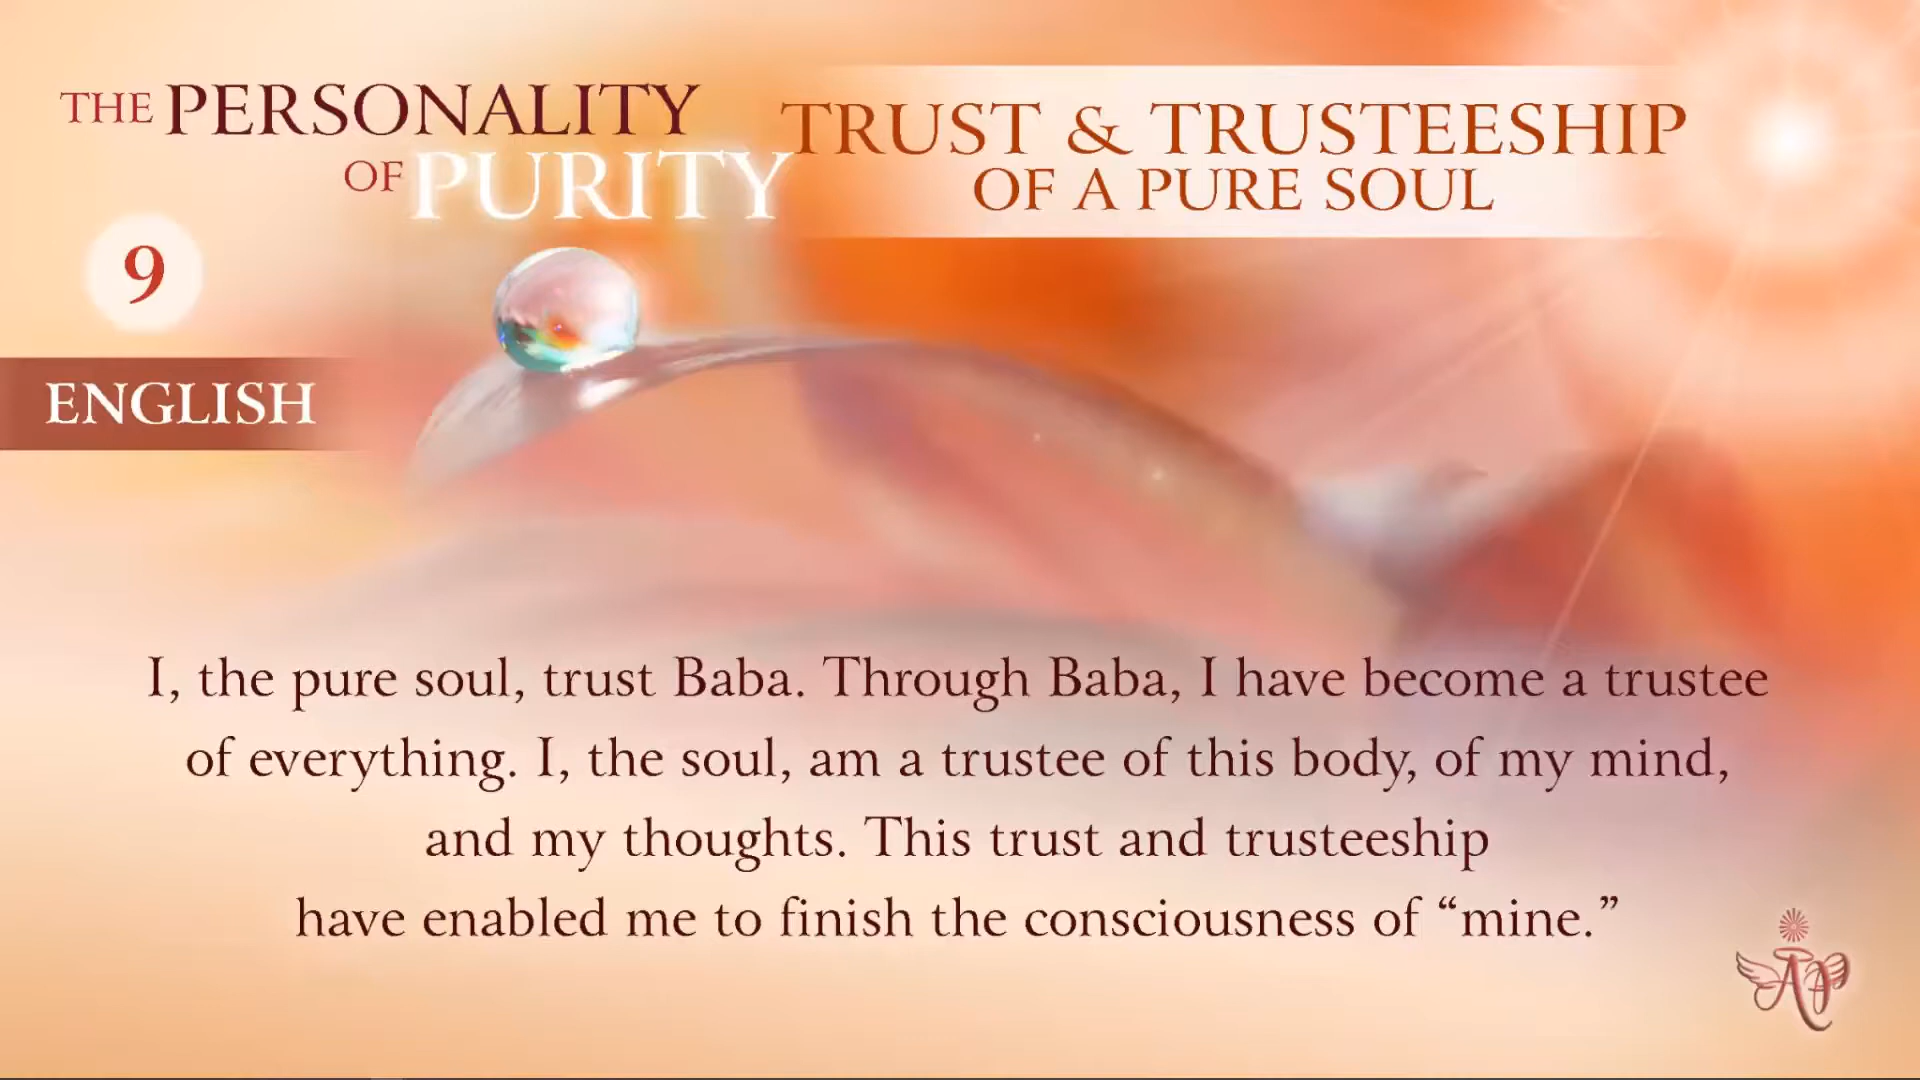 THE PERSONALITY
OF PURITY
TRUST & TRUSTEESHIP
OF A PURE SOUL
9
ENGLISH
I, the pure soul, trust Baba. Through Baba, I have become a trustee
of everything. I, the soul, am a trustee of this body, of my mind,
and my thoughts. This trust and trusteeship
have enabled me to finish the consciousness of “mine.”
AP